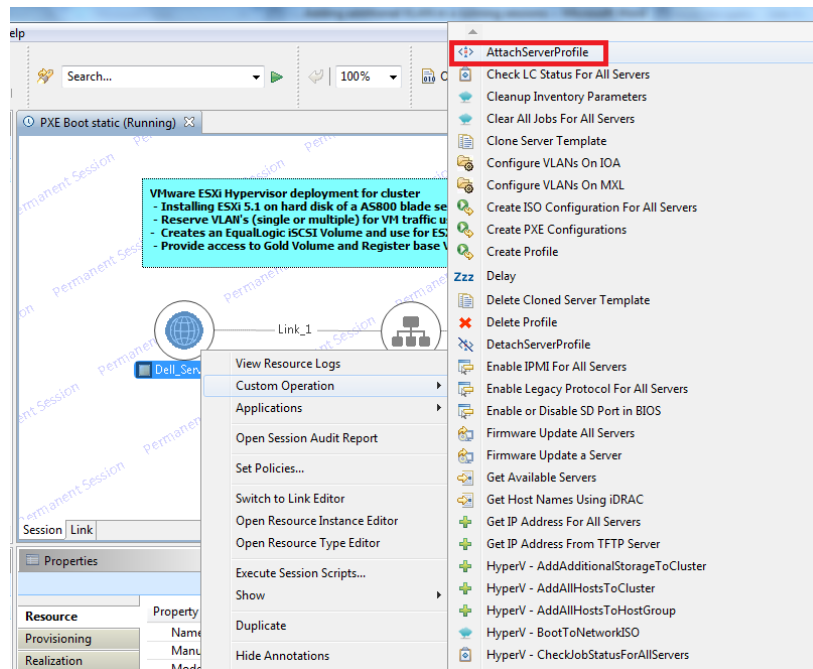 elp
Search...
100%
PXE Boot static (Running)
VMware ESXi Hypervisor deployment for cluster
- Installing ESXi 5.1 on hard disk of a AS800 blade se
- Reserve VLAN's (single or multiple) for VM traffic u
- Creates an EqualLogic iSCSI Volume and use for ES
- Provide access to Gold Volume and Register base V
Permanent Session
Permanent Session
Permanent Session
Link_1
Dell_Serv
Session
Link
Properties
Resource
Provisioning
Realization
Property
Name
Manu
Mode
View Resource Logs
Custom Operation
Applications
Open Session Audit Report
Set Policies...
Switch to Link Editor
Open Resource Instance Editor
Open Resource Type Editor
Execute Session Scripts...
Show
Duplicate
Hide Annotations
AttachServerProfile
Check LC Status For All Servers
Cleanup Inventory Parameters
Clear All Jobs For All Servers
Clone Server Template
Configure VLANs On IOA
Configure VLANs On MXL
Create ISO Configuration For All Servers
Create PXE Configurations
Create Profile
Zzz Delay
Delete Cloned Server Template
Delete Profile
DetachServerProfile
Enable IPMI For All Servers
Enable Legacy Protocol For All Servers
Enable or Disable SD Port in BIOS
Firmware Update All Servers
Firmware Update a Server
Get Available Servers
Get Host Names Using iDRAC
Get IP Address For All Servers
Get IP Address From TFTP Server
HyperV - AddAdditionalStorageToCluster
HyperV - AddAllHostsToCluster
HyperV - AddAllHostsToHostGroup
HyperV - BootToNetworkISO
HyperV - CheckJobStatusForAllServers